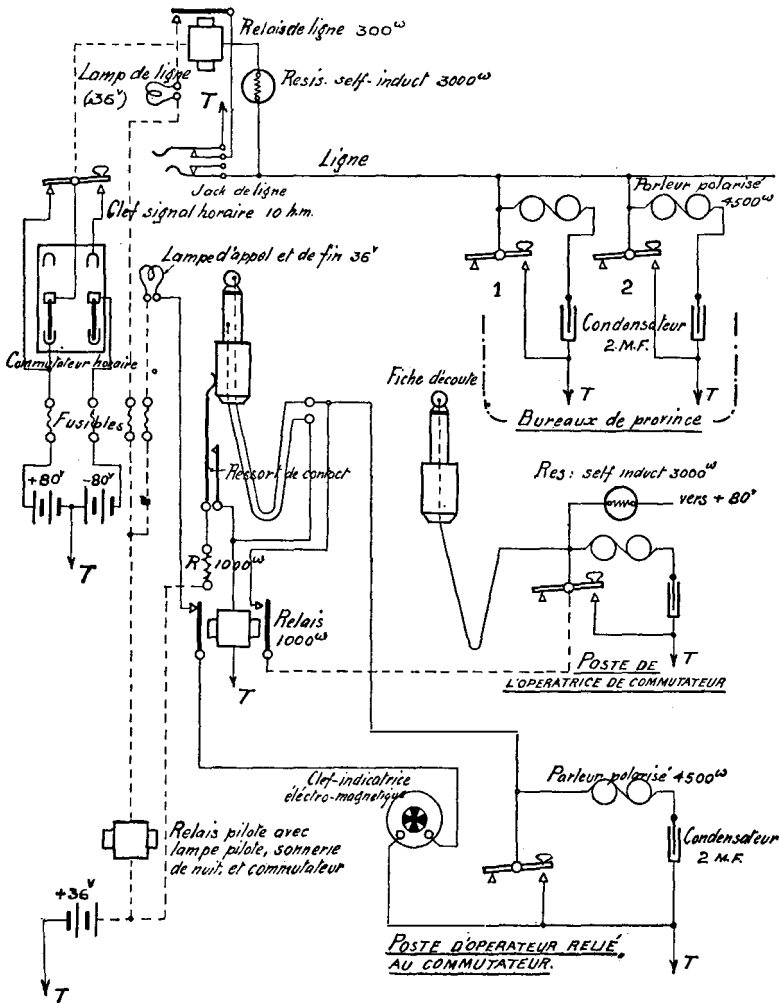 Relais de ligne 300ω
Lamp de ligne
(36v)
Resis. self-induct 3000ω
T
Ligne
Jack de ligne
Clef signal horaire 10 h.m.
Parleur polarisé
4500ω
Lampe d'appel et de fin 36v
1
2
Condensateur
2 M.F.
Commutateur horaire
Fiche d'écoute
T
T
Bureaux de province
Fusibles
Ressort de contact
Res: self induct 3000ω
vers + 80v
+80v
-80v
T
R
1000ω
Relais
1000ω
T
T
POSTE DE
L'OPERATRICE DE COMMUTATEUR
Clef-indicatrice
éléctro-magnetique
Parleur polarisé 4500ω
Condensateur
2 M.F.
Relais pilote avec
lampe pilote, sonnerie
de nuit, et commutateur
+36v
POSTE D'OPERATEUR RELIÉ
AU COMMUTATEUR.
T
T